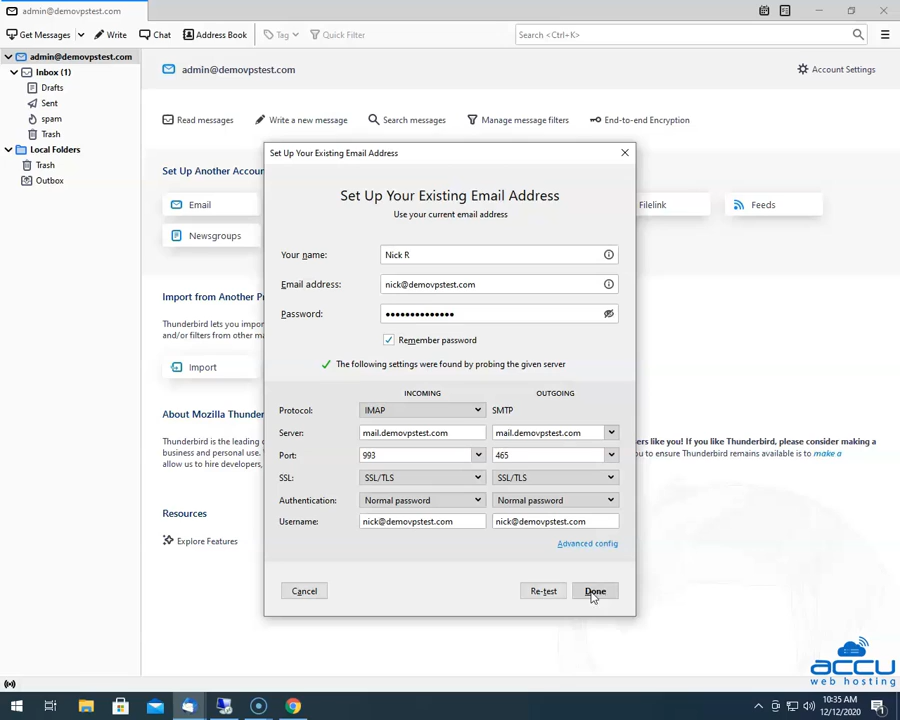 admin@demovpstest.com
Get Messages Write Chat Address Book Tag Quick Filter Search <Ctrl+K>
admin@demovpstest.com
Inbox (1)
Drafts
Sent
spam
Trash
Local Folders
Trash
Outbox
admin@demovpstest.com Account Settings
Read messages Write a new message Search messages Manage message filters End-to-end Encryption
Set Up Another Accou
Email Filelink Feeds
Newsgroups
Import from Another Pr
Thunderbird lets you impor
and/or filters from other ma
Import
About Mozilla Thunder
Thunderbird is the leading
business and personal use.
allow us to hire developers,
ers like you! If you like Thunderbird, please consider making a
you to ensure Thunderbird remains available is to make a
Resources
Explore Features
Set Up Your Existing Email Address
Set Up Your Existing Email Address
Use your current email address
Your name: Nick R
Email address: nick@demovpstest.com
Password: ••••••••••••••
Remember password
The following settings were found by probing the given server
INCOMING OUTGOING
Protocol: IMAP SMTP
Server: mail.demovpstest.com mail.demovpstest.com
Port: 993 465
SSL: SSL/TLS SSL/TLS
Authentication: Normal password Normal password
Username: nick@demovpstest.com nick@demovpstest.com
Advanced config
Cancel Re-test Done
ACCU
web hosting
10:35 AM
12/12/2020
1